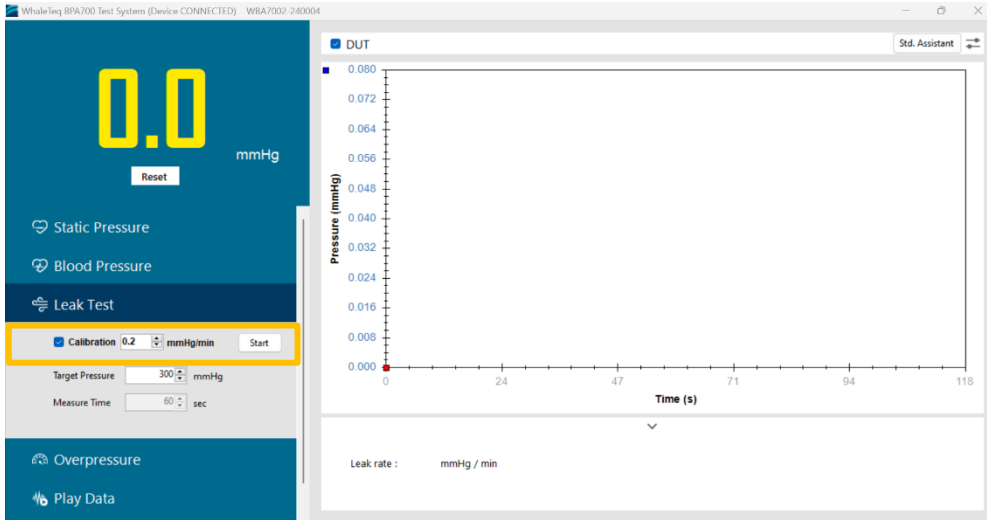 WhaleTeq BPA700 Test System (Device CONNECTED) WBA7002-240004
0.0 mmHg
Reset
Static Pressure
Blood Pressure
Leak Test
Calibration 0.2 mmHg/min Start
Target Pressure 300 mmHg
Measure Time 60 sec
Overpressure
Play Data
DUT
Std. Assistant
Pressure (mmHg)
0.080
0.072
0.064
0.056
0.048
0.040
0.032
0.024
0.016
0.008
0.000
0 24 47 71 94 118
Time (s)
Leak rate : mmHg / min